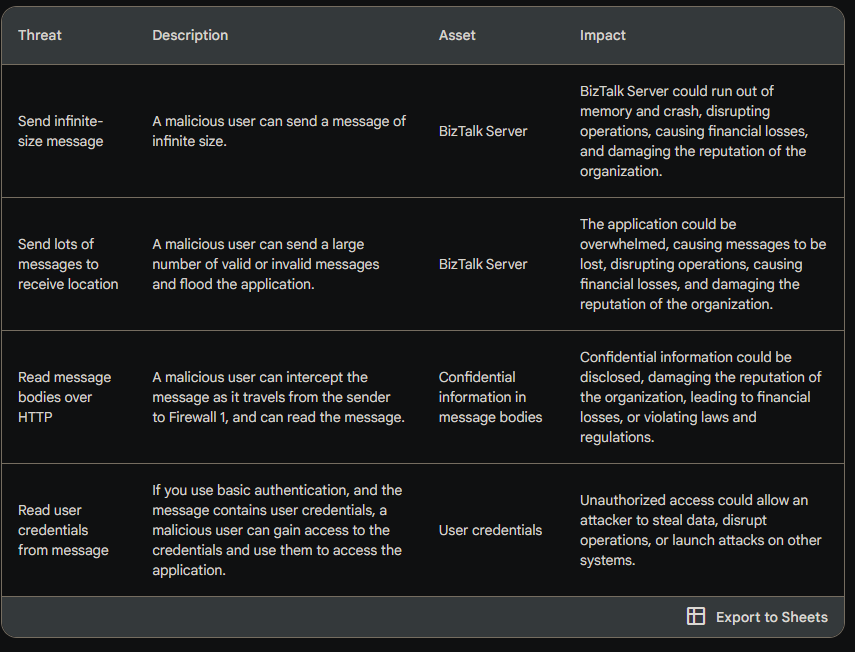 Threat Description Asset Impact
Send infinite-
size message
A malicious user can send a message of
infinite size.
BizTalk Server
BizTalk Server could run out of
memory and crash, disrupting
operations, causing financial losses,
and damaging the reputation of the
organization.
Send lots of
messages to
receive location
A malicious user can send a large
number of valid or invalid messages
and flood the application.
BizTalk Server
The application could be
overwhelmed, causing messages to be
lost, disrupting operations, causing
financial losses, and damaging the
reputation of the organization.
Read message
bodies over
HTTP
A malicious user can intercept the
message as it travels from the sender
to Firewall 1, and can read the message.
Confidential
information in
message bodies
Confidential information could be
disclosed, damaging the reputation of
the organization, leading to financial
losses, or violating laws and
regulations.
Read user
credentials
from message
If you use basic authentication, and the
message contains user credentials, a
malicious user can gain access to the
credentials and use them to access the
application.
User credentials
Unauthorized access could allow an
attacker to steal data, disrupt
operations, or launch attacks on other
systems.
Export to Sheets